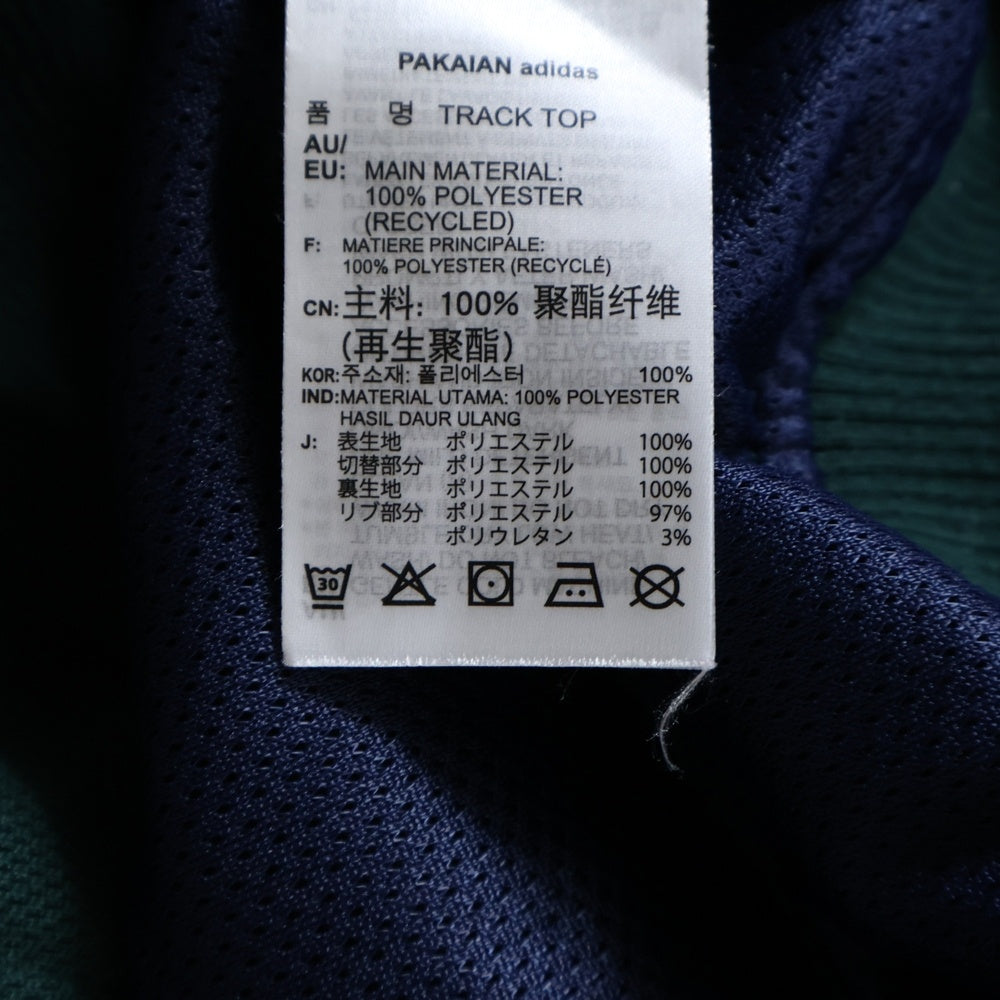 PAKAIAN adidas
품 명 TRACK TOP
AU/
EU: MAIN MATERIAL:
100% POLYESTER
(RECYCLED)
F: MATIERE PRINCIPALE:
100% POLYESTER (RECYCLÉ)
CN: 主料: 100% 聚酯纤维
(再生聚酯)
KOR: 주소재: 폴리에스터 100%
IND: MATERIAL UTAMA: 100% POLYESTER
HASIL DAUR ULANG
J: 表生地 ポリエステル 100%
切替部分 ポリエステル 100%
裏生地 ポリエステル 100%
リブ部分 ポリエステル 97%
ポリウレタン 3%
30